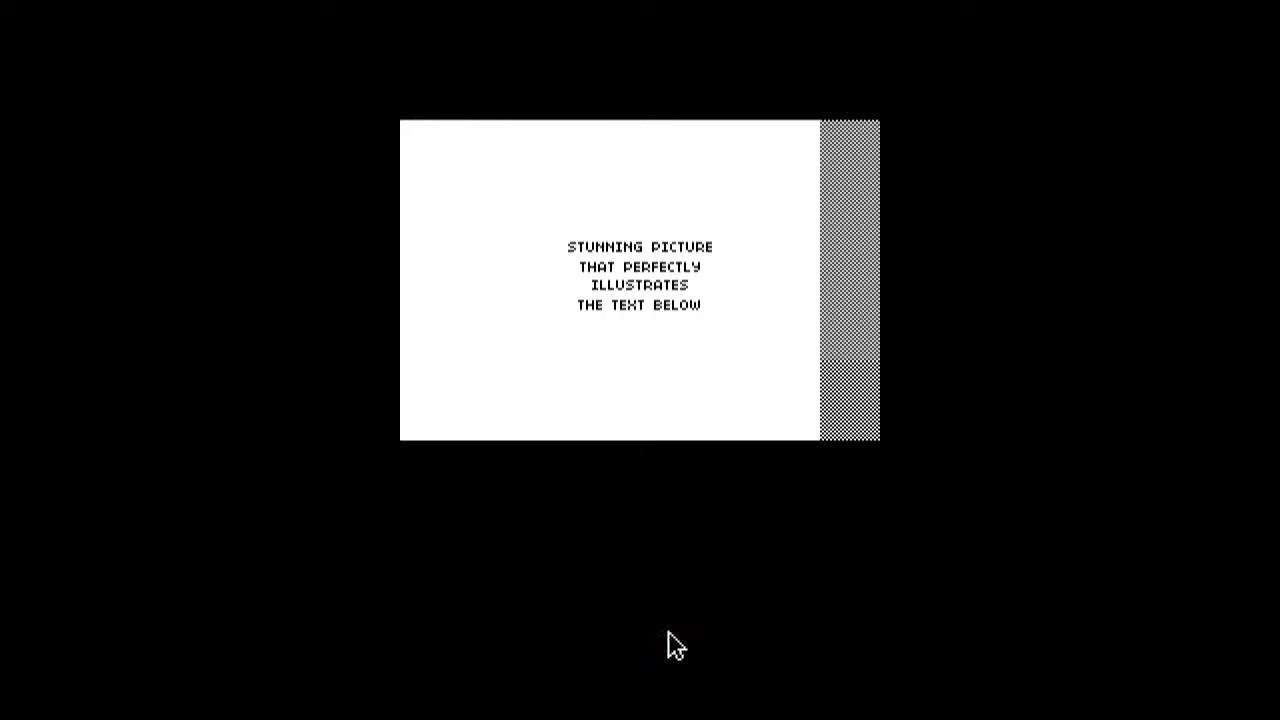 STUNNING PICTURE
THAT PERFECTLY
ILLUSTRATES
THE TEXT BELOW